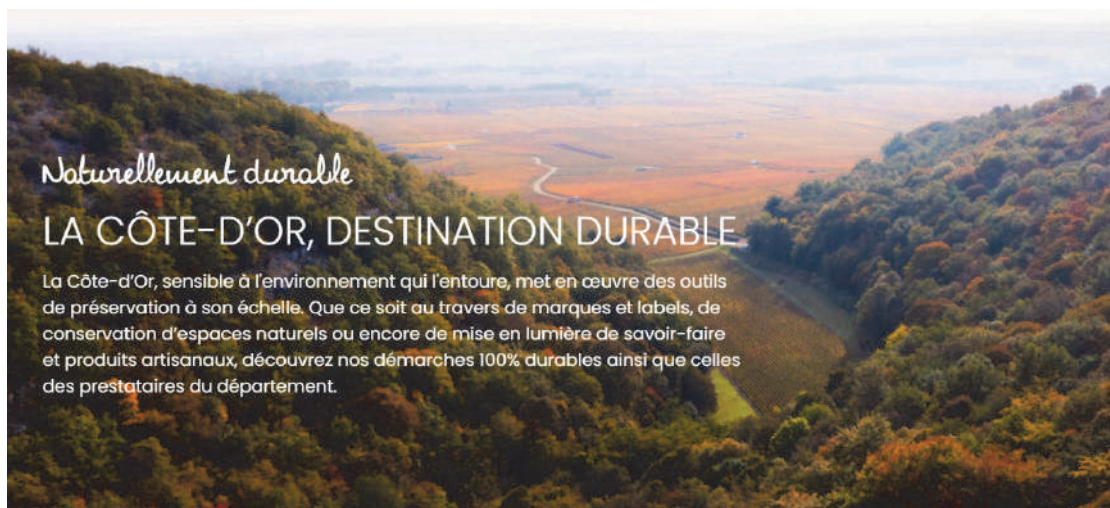 Naturellement durable
LA CÔTE-D'OR, DESTINATION DURABLE
La Côte-d'Or, sensible à l'environnement qui l'entoure, met en œuvre des outils
de préservation à son échelle. Que ce soit au travers de marques et labels, de
conservation d'espaces naturels ou encore de mise en lumière de savoir-faire
et produits artisanaux, découvrez nos démarches 100% durables ainsi que celles
des prestataires du département.